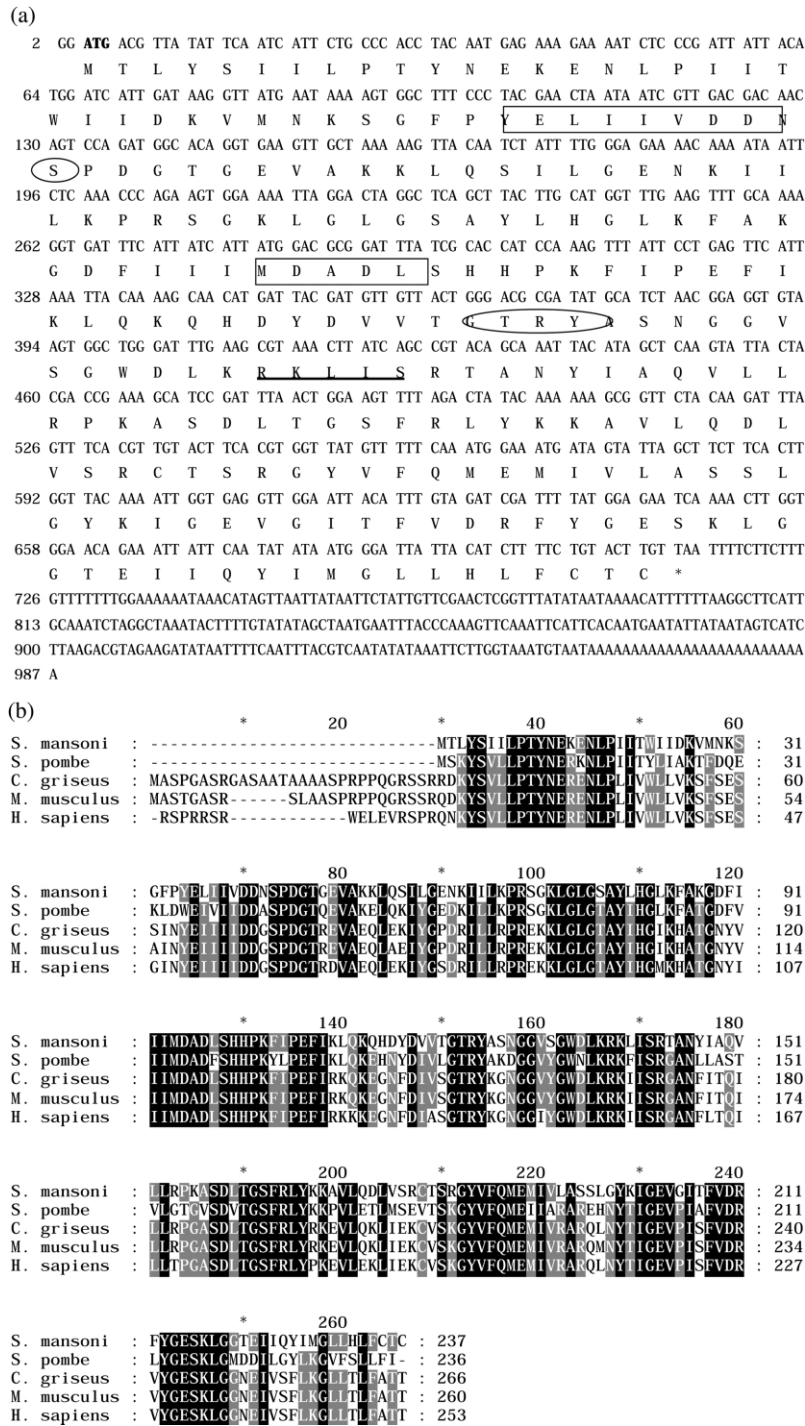 (a)
2 GG ATG ACG TTA TAT TCA ATC ATT CTG CCC ACC TAC AAT GAG AAA GAA AAT CTC CCG ATT ATT ACA
M T L Y S I I L P T Y N E K E N L P I I T
64 TGG ATC ATT GAT AAG GTT ATG AAT AAA AGT GGC TTT CCC TAC GAA CTA ATA ATC GTT GAC GAC AAC
W I I D K V M N K S G F P Y E L I I V D D N
130 AGT CCA GAT GGC ACA GGT GAA GTT GCT AAA AAG TTA CAA TCT ATT TTG GGA GAA AAC AAA ATA ATT
S P D G T G E V A K K L Q S I L G E N K I I
196 CTC AAA CCC AGA AGT GGA AAA TTA GGA CTA GGC TCA GCT TAC TTG CAT GGT TTG AAG TTT GCA AAA
L K P R S G K L G L G S A Y L H G L K F A K
262 GGT GAT TTC ATT ATC ATT ATG GAC GCG GAT TTA TCG CAC CAT CCA AAG TTT ATT CCT GAG TTC ATT
G D F I I I M D A D L S H H P K F I P E F I
328 AAA TTA CAA AAG CAA CAT GAT TAC GAT GTT GTT ACT GGG ACG CGA TAT GCA TCT AAC GGA GGT GTA
K L Q K Q H D Y D V V T G T R Y A S N G G V
394 AGT GGC TGG GAT TTG AAG CGT AAA CTT ATC AGC CGT ACA GCA AAT TAC ATA GCT CAA GTA TTA CTA
S G W D L K R K L I S R T A N Y I A Q V L L
460 CGA CCG AAA GCA TCC GAT TTA ACT GGA AGT TTT AGA CTA TAC AAA AAA GCG GTT CTA CAA GAT TTA
R P K A S D L T G S F R L Y K K A V L Q D L
526 GTT TCA CGT TGT ACT TCA CGT GGT TAT GTT TTT CAA ATG GAA ATG ATA GTA TTA GCT TCT TCA CTT
V S R C T S R G Y V F Q M E M I V L A S S L
592 GGT TAC AAA ATT GGT GAG GTT GGA ATT ACA TTT GTA GAT CGA TTT TAT GGA GAA TCA AAA CTT GGT
G Y K I G E V G I T F V D R F Y G E S K L G
658 GGA ACA GAA ATT ATT CAA TAT ATA ATG GGA TTA TTA CAT CTT TTC TGT ACT TGT TAA TTTTCTTCTTT
G T E I I Q Y I M G L L H L F C T C *
726 GTTTTTTTGGAAAAAATAAACATAGTTAATTATAATTCTATTGTTCGAACTCGGTTTATATAATAAAACATTTTTTAAGGCTTCATT
813 GCAAATCTAGGCTAAATACTTTTGTATATAGCTAATGAATTTACCCAAAGTTCAAATTCATTCACAATGAATATTATAATAGTCATC
900 TTAAGACGTAGAAGATATAATTTTCAATTTACGTCAATATATAAATTCTTGGTAAATGTAATAAAAAAAAAAAAAAAAAAAAAAAAA
987 A
(b)
* 20 * 40 * 60
S. mansoni : -----------------------------MTLYSIILPTYNEKENLPIITWIIDKVMNKS : 31
S. pombe : -----------------------------MSKYSVLLPTYNERKNLPIITYLIAKTFDQE : 31
C. griseus : MASPGASRGASAATAAAASPRPPQGRSSRRDKYSVLLPTYNERENLPLIVWLLVKSFSES : 60
M. musculus : MASTGASR------SLAASPRPPQGRSSRQDKYSVLLPTYNERENLPLIVWLLVKSFSES : 54
H. sapiens : -RSPRRSR------------WELEVRSPRQNKYSVLLPTYNERENLPLIVWLLVKSFSES : 47
* 80 * 100 * 120
S. mansoni : GFPYELIIVDDNSPDGTGEVAKKLQSILGENKIILKPRSGKLGLGSAYLHGLKFAKGDFI : 91
S. pombe : KLDWEIVIIDDASPDGTQEVAKELQKIYGEDKILLKPRSGKLGLGTAYIHGLKFATGDFV : 91
C. griseus : SINYEIIIIDDGSPDGTREVAEQLEKIYGPDRILLRPREKKLGLGTAYIHGIKHATGNYV : 120
M. musculus : AINYEIIIIDDGSPDGTREVAEQLAEIYGPDRILLRPREKKLGLGTAYIHGIKHATGNYV : 114
H. sapiens : GINYEIIIIDDGSPDGTRDVAEQLEKIYGSDRILLRPREKKLGLGTAYIHGMKHATGNYI : 107
* 140 * 160 * 180
S. mansoni : IIMDADLSHHPKFIPEFIKLQKQHDYDVVTGTRYASNGGVSGWDLKRKLISRTANYIAQV : 151
S. pombe : IIMDADFSHHPKYLPEFIKLQKEHNYDIVLGTRYAKDGGVYGWNLKRKFISRGANLLAST : 151
C. griseus : IIMDADLSHHPKFIPEFIRKQKEGNFDIVSGTRYKGNGGVYGWDLKRKIISRGANFITQI : 180
M. musculus : IIMDADLSHHPKFIPEFIRKQKEGNFDIVSGTRYKGNGGVYGWDLKRKIISRGANFITQI : 174
H. sapiens : IIMDADLSHHPKFIPEFIRKKKEGNFDIASGTRYKGNGGIYGWDLKRKIISRGANFLTQI : 167
* 200 * 220 * 240
S. mansoni : LLRPKASDLTGSFRLYKKAVLQDLVSRCTSRGYVFQMEMIVLASSLGYKIGEVGITFVDR : 211
S. pombe : VLGTGVSDVTGSFRLYKKPVLETLMSEVTSKGYVFQMEIIARAREHNYTIGEVPIAFVDR : 211
C. griseus : LLRPGASDLTGSFRLYRKEVLQKLIEKCVSKGYVFQMEMIVRARQLNYTIGEVPISFVDR : 240
M. musculus : LLRPGASDLTGSFRLYRKEVLQKLIEKCVSKGYVFQMEMIVRARQMNYTIGEVPISFVDR : 234
H. sapiens : LLTPGASDLTGSFRLYPKEVLEKLIEKCVSKGYVFQMEMIVRARQLNYTIGEVPISFVDR : 227
* 260
S. mansoni : FYGESKLGGTEIIQYIMGLLHLFCTC : 237
S. pombe : LYGESKLGMDDILGYLKGVFSLLFI- : 236
C. griseus : VYGESKLGGNEIVSFLKGLLTLFATT : 266
M. musculus : VYGESKLGGNEIVSFLKGLLTLFATT : 260
H. sapiens : VYGESKLGGNEIVSFLKGLLTLFATT : 253